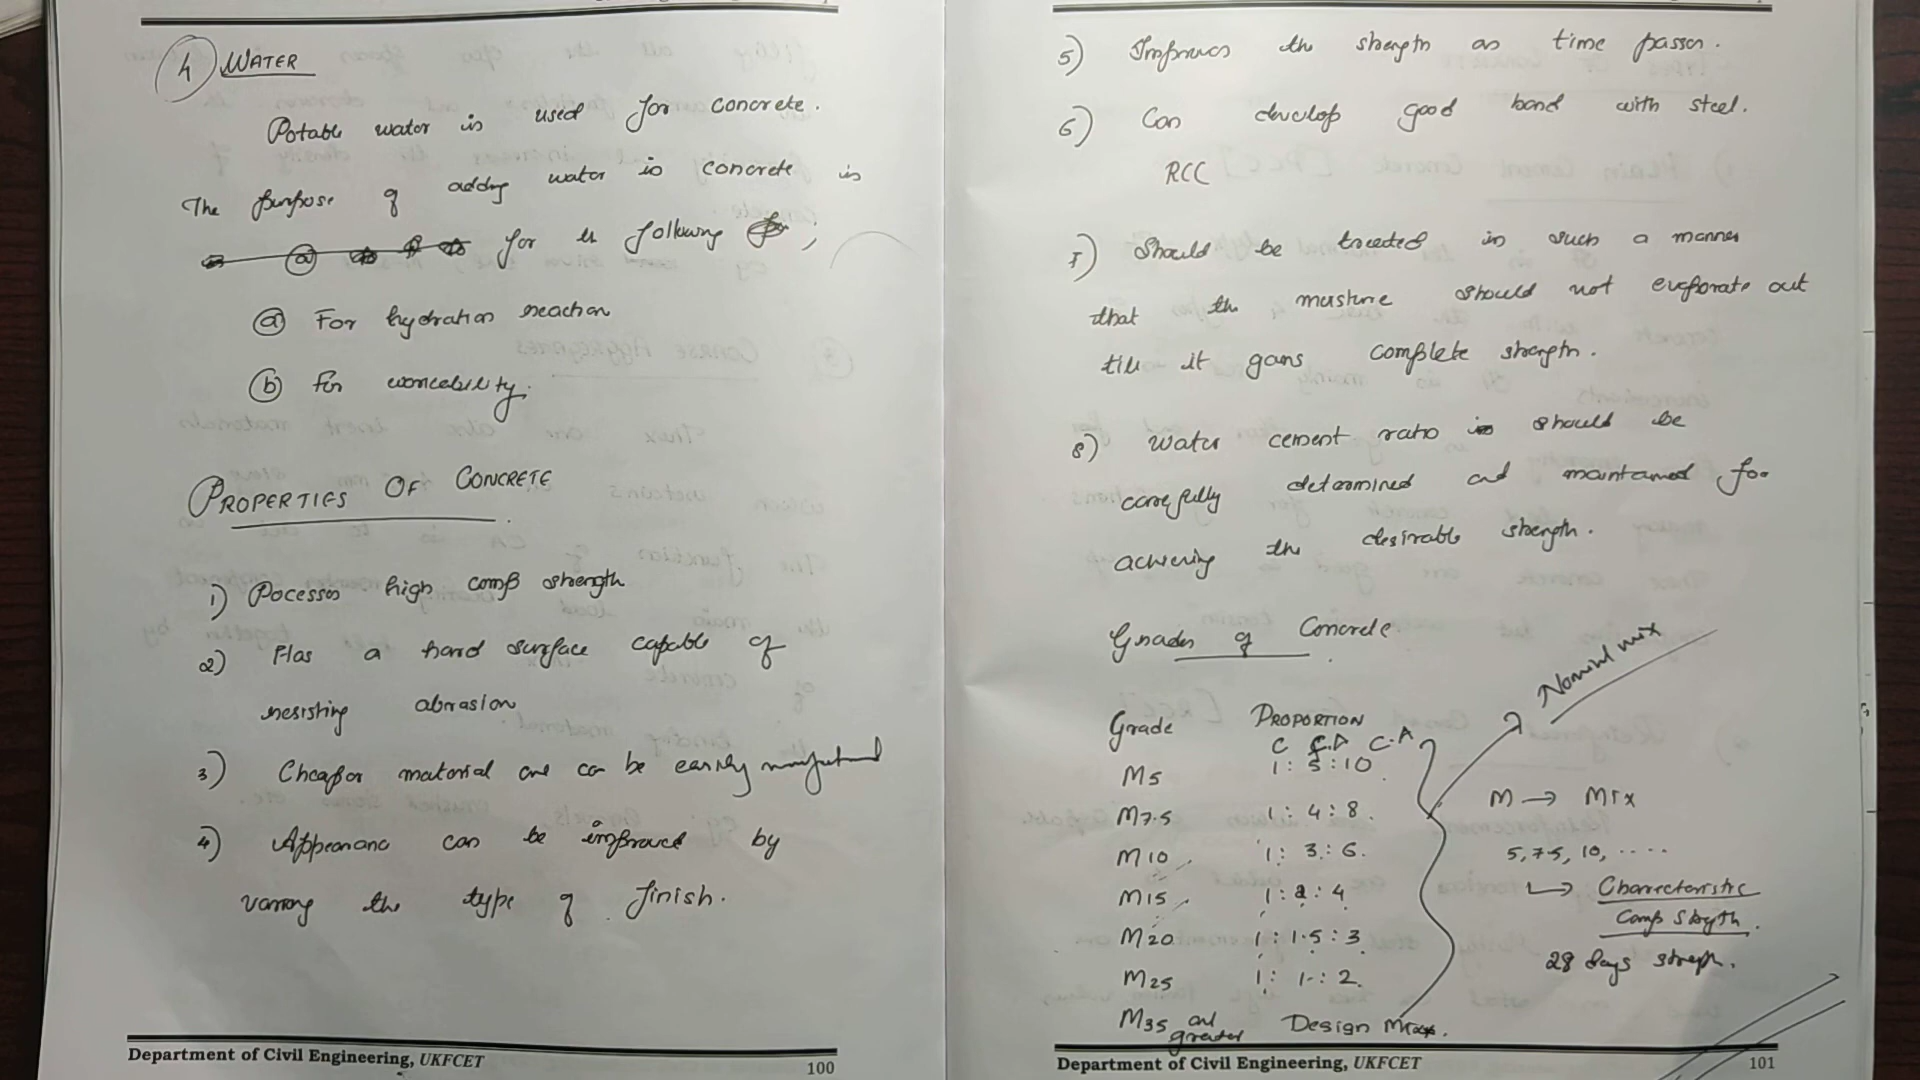 4 WATER
Potable water is used for concrete.
The purpose of adding water in concrete is
for the following ;
(a) For hydration reaction
(b) For workability.
PROPERTIES OF CONCRETE
1) Pocesses high comp strength
2) Has a hard surface capable of
resisting abrasion
3) Cheaper material and can be easily
4) Appearance can be improved by
varying the type of finish.
Department of Civil Engineering, UKFCET 100
5) Improves the strength as time passes.
6) Can develop good bond with steel.
RCC
7) Should be treated in such a manner
that the should not evaporate out
till it gains complete strength.
8) Water cement ratio should be
carefully determined and maintained for
achieving the desirable strength.
Grades of Concrete
Nominal mix
Grade PROPORTION
C F.A C.A
M5 1 : 5 : 10
M7.5 1 : 4 : 8
M10 1 : 3 : 6.
M15 1 : 2 : 4
M20 1 : 1.5 : 3
M25 1 : 1 : 2.
M35 and greater Design Mix.
M → Mix
5, 7.5, 10, ....
↳ Charecteristic
Comp Strength.
28 days strength.
Department of Civil Engineering, UKFCET 101